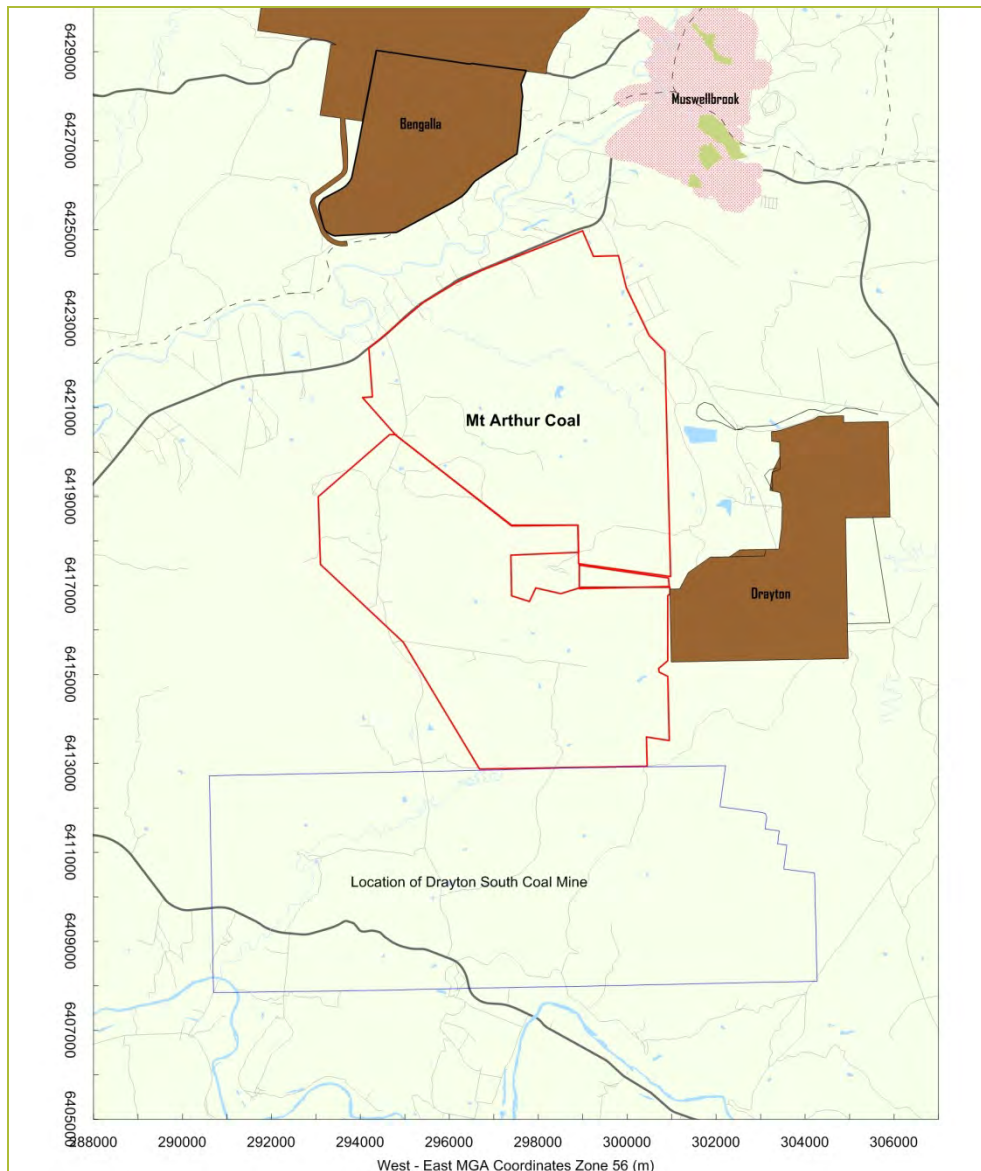 6429000
Muswellbrook
Bengalla
6427000
6425000
6423000
6421000
Mt Arthur Coal
6419000
6417000
Drayton
6415000
6413000
6411000
Location of Drayton South Coal Mine
6409000
6407000
6405000
288000 290000 292000 294000 296000 298000 300000 302000 304000 306000
West - East MGA Coordinates Zone 56 (m)